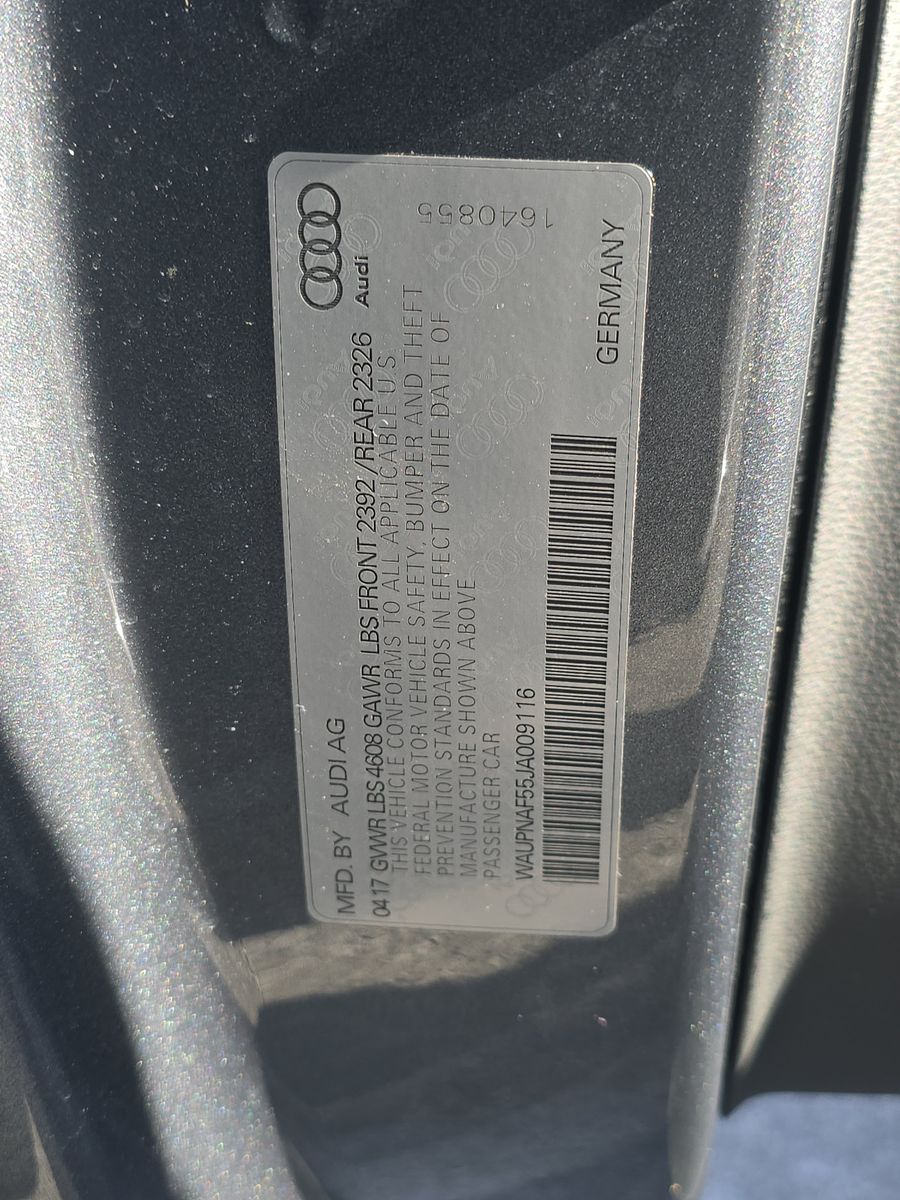 Audi
MFD. BY AUDI AG
0417 GVWR LBS 4608 GAWR LBS FRONT 2392 /REAR 2326
THIS VEHICLE CONFORMS TO ALL APPLICABLE U.S.
FEDERAL MOTOR VEHICLE SAFETY, BUMPER AND THEFT
PREVENTION STANDARDS IN EFFECT ON THE DATE OF
MANUFACTURE SHOWN ABOVE
PASSENGER CAR
WAUPNAF55JA009116
GERMANY
1640855